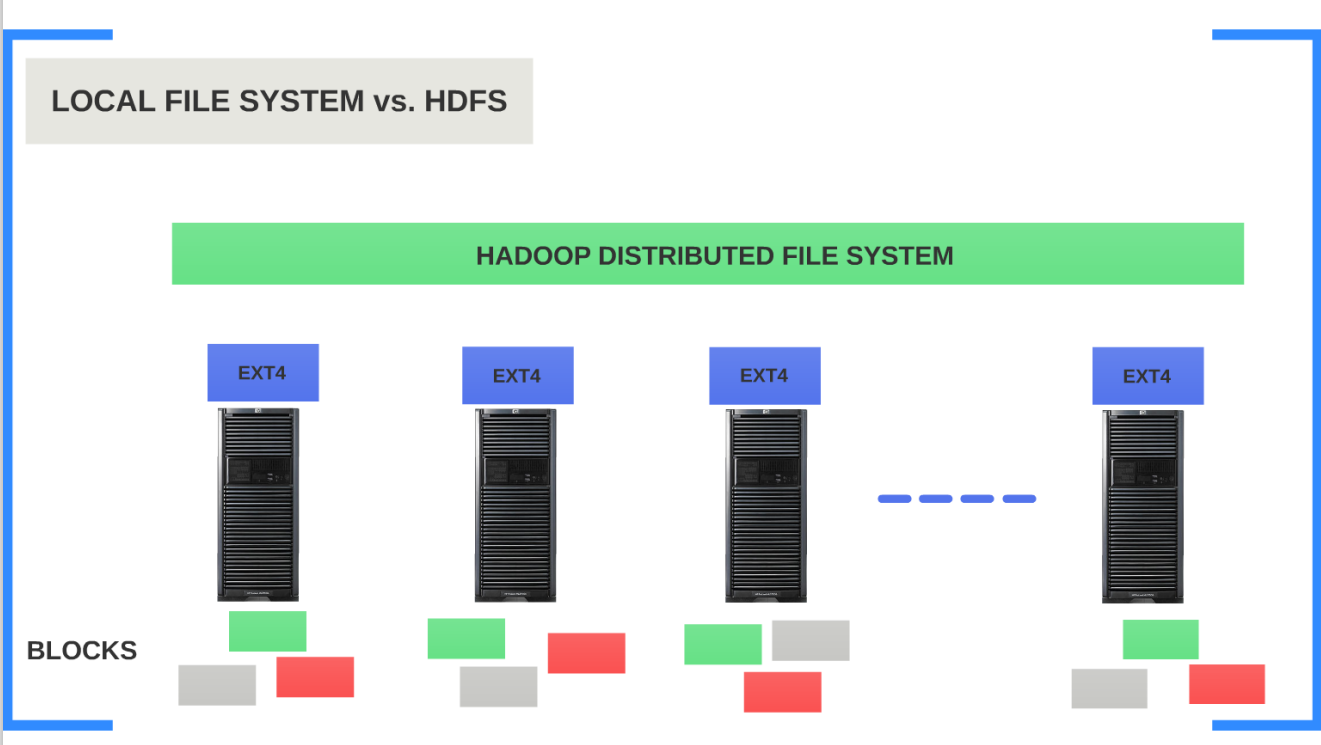 LOCAL FILE SYSTEM vs. HDFS
HADOOP DISTRIBUTED FILE SYSTEM
EXT4
EXT4
EXT4
EXT4
BLOCKS